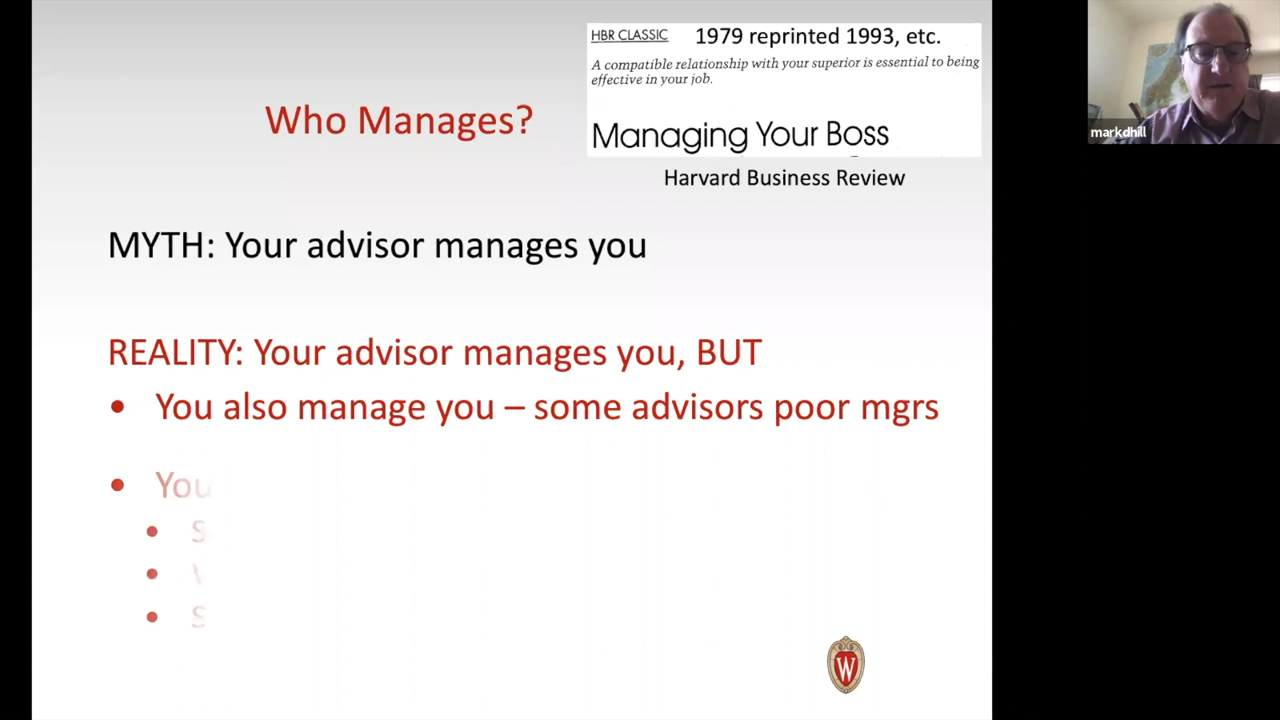 HBR CLASSIC 1979 reprinted 1993, etc.
A compatible relationship with your superior is essential to being
effective in your job.
Who Manages?
Managing Your Boss
Harvard Business Review
MYTH: Your advisor manages you
REALITY: Your advisor manages you, BUT
• You also manage you – some advisors poor mgrs
• You
• S
•
• S
W
markdhill